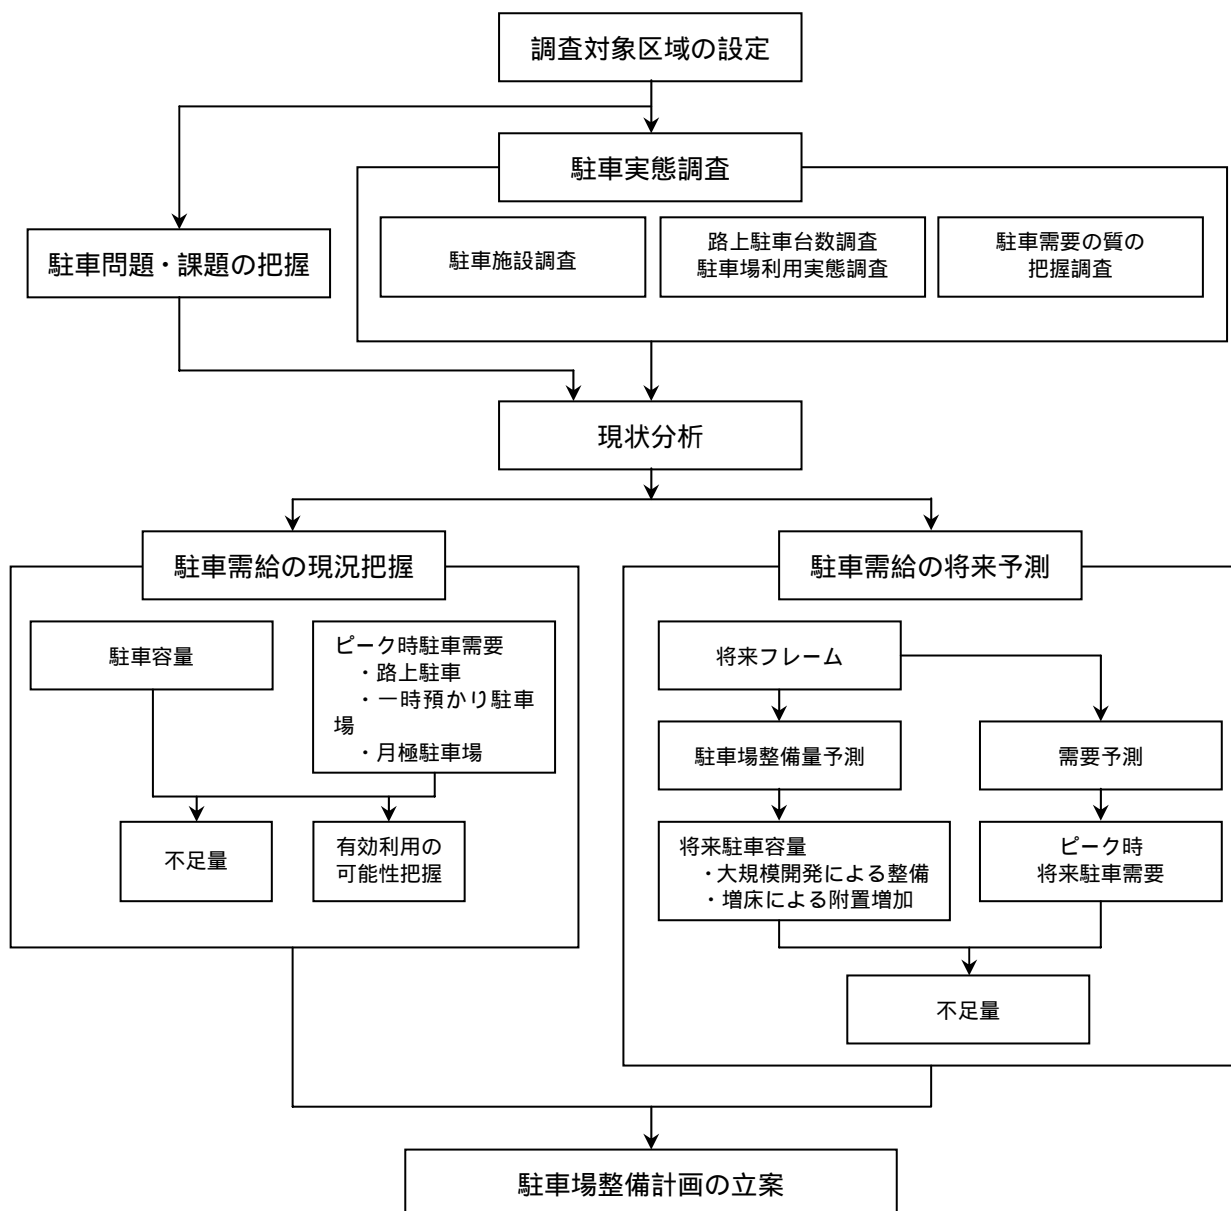 調査対象区域の設定
駐車実態調査
駐車問題・課題の把握
駐車施設調査
路上駐車台数調査
駐車場利用実態調査
駐車需要の質の
把握調査
現状分析
駐車需給の現況把握
駐車容量
ピーク時駐車需要
・路上駐車
・一時預かり駐車
場
・月極駐車場
不足量
有効利用の
可能性把握
駐車需給の将来予測
将来フレーム
駐車場整備量予測
需要予測
将来駐車容量
・大規模開発による整備
・増床による附置増加
ピーク時
将来駐車需要
不足量
駐車場整備計画の立案